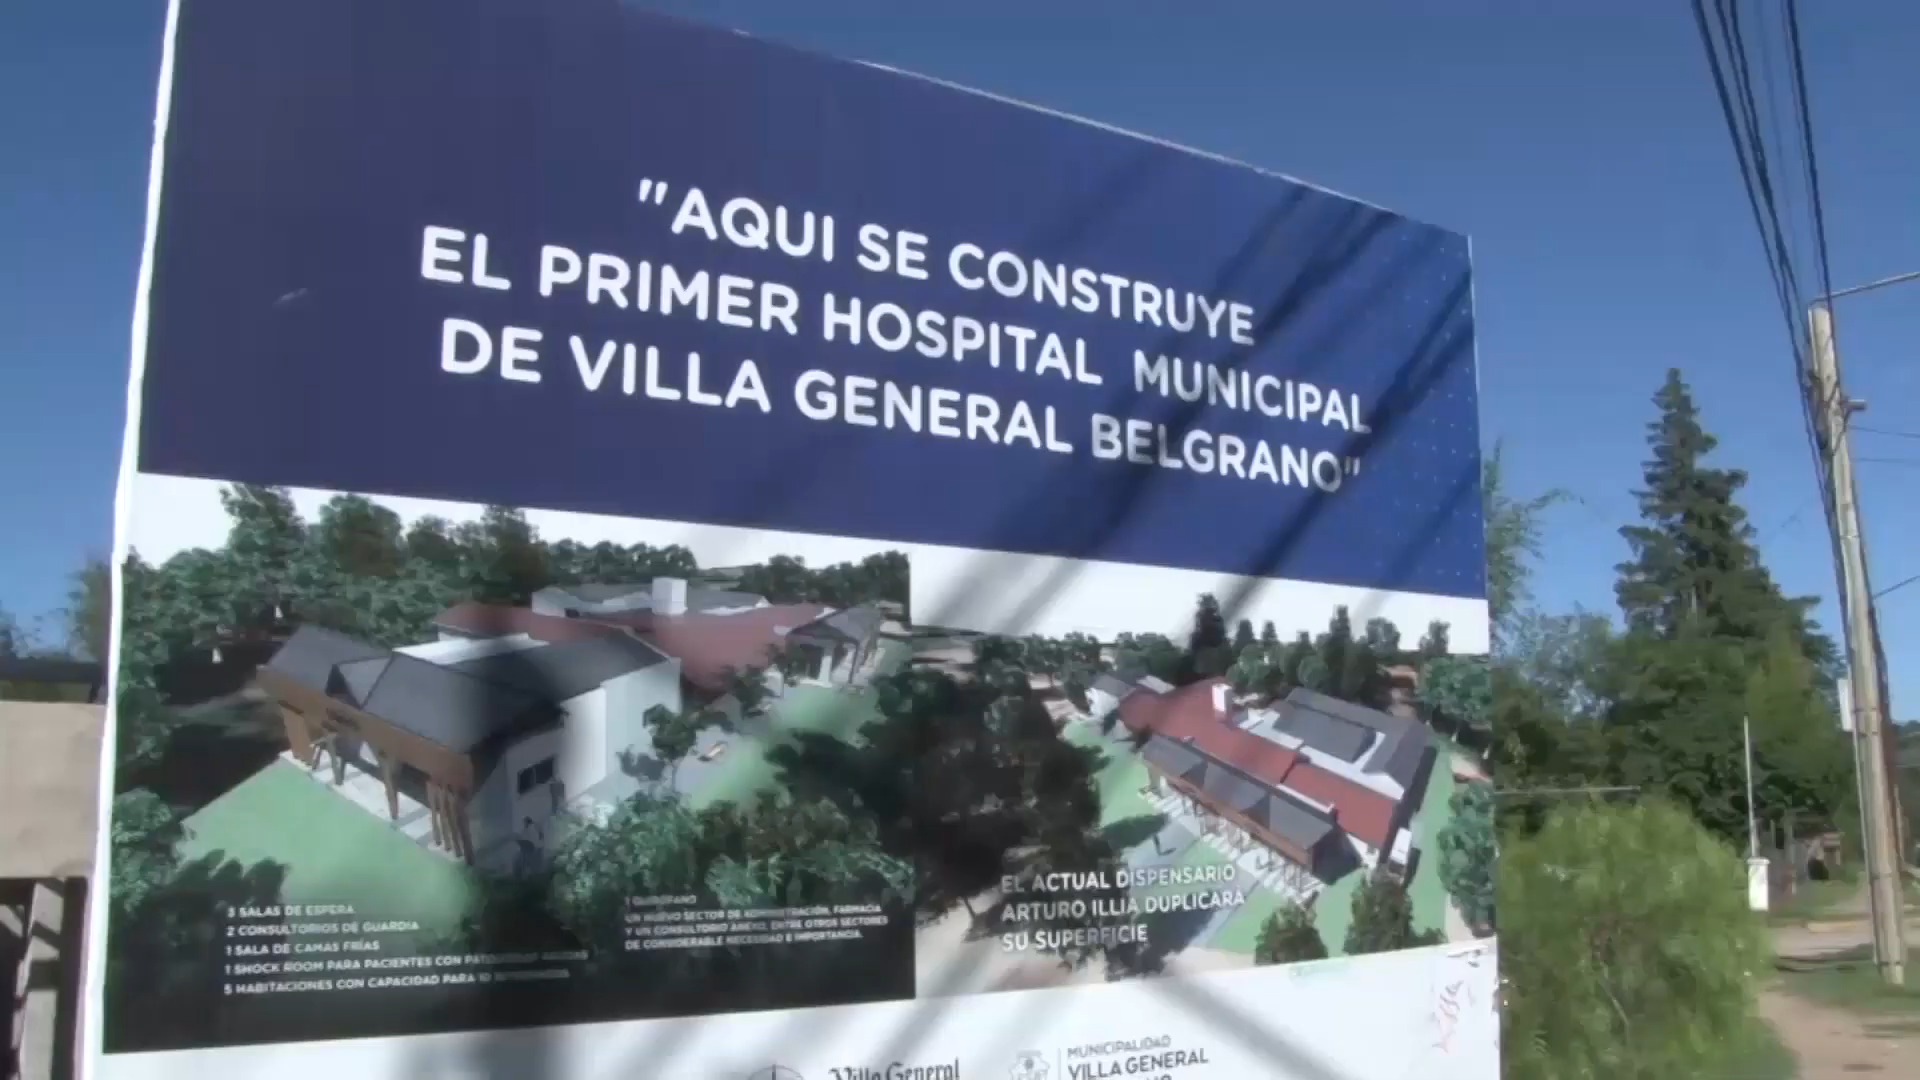 "AQUI SE CONSTRUYE
EL PRIMER HOSPITAL MUNICIPAL
DE VILLA GENERAL BELGRANO"
3 SALAS DE ESPERA
2 CONSULTORIOS DE GUARDIA
1 SALA DE CAMAS FRÍAS
1 SHOCK ROOM PARA PACIENTES CON
5 HABITACIONES CON CAPACIDAD PARA 10
1 QUIRÓFANO
UN NUEVO SECTOR DE ADMINISTRACIÓN, FARMACIA
Y UN CONSULTORIO ANEXO, ENTRE OTROS SECTORES
DE CONSIDERABLE NECESIDAD E IMPORTANCIA.
EL ACTUAL DISPENSARIO
ARTURO ILLIA DUPLICARÁ
SU SUPERFICIE
Villa General
MUNICIPALIDAD
VILLA GENERAL